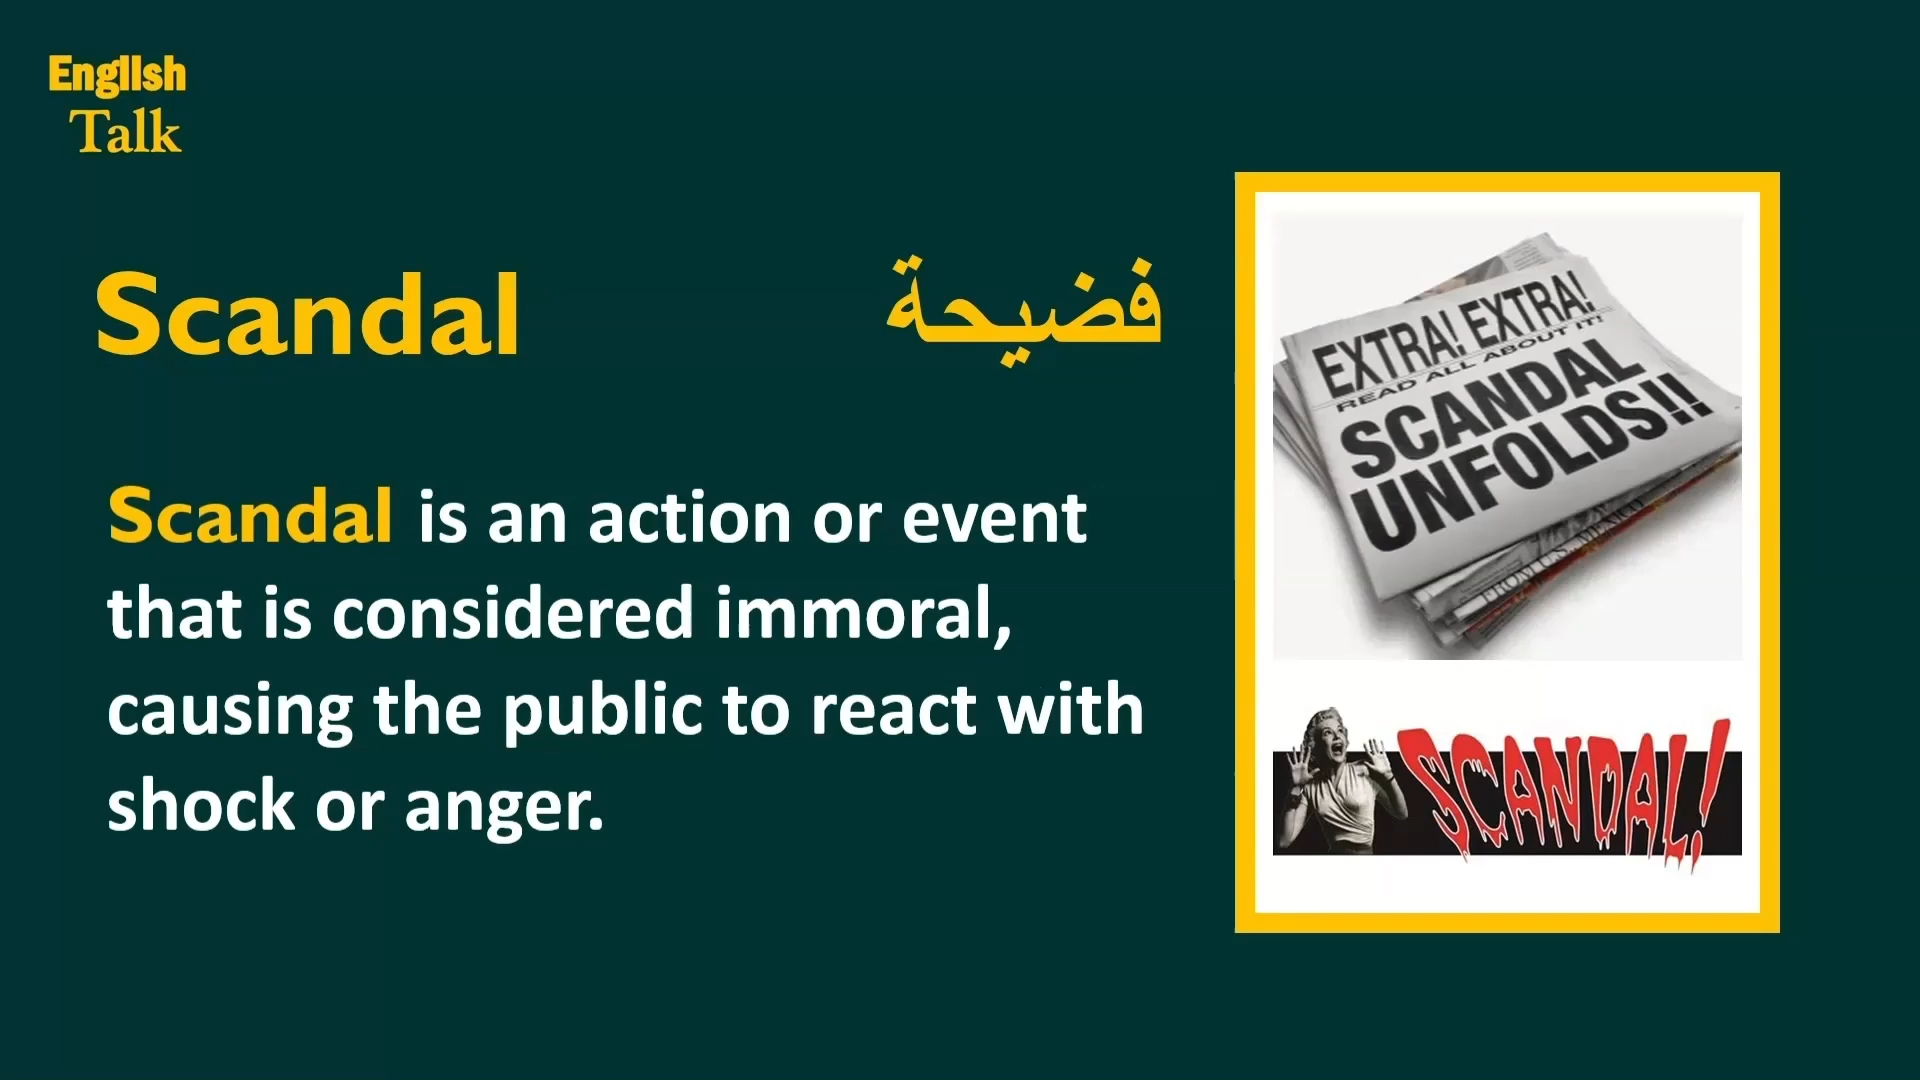 English
Talk
Scandal
فضيحة
Scandal is an action or event
that is considered immoral,
causing the public to react with
shock or anger.
EXTRA! EXTRA!
READ ALL ABOUT IT!
SCANDAL
UNFOLDS!!
SCANDAL!